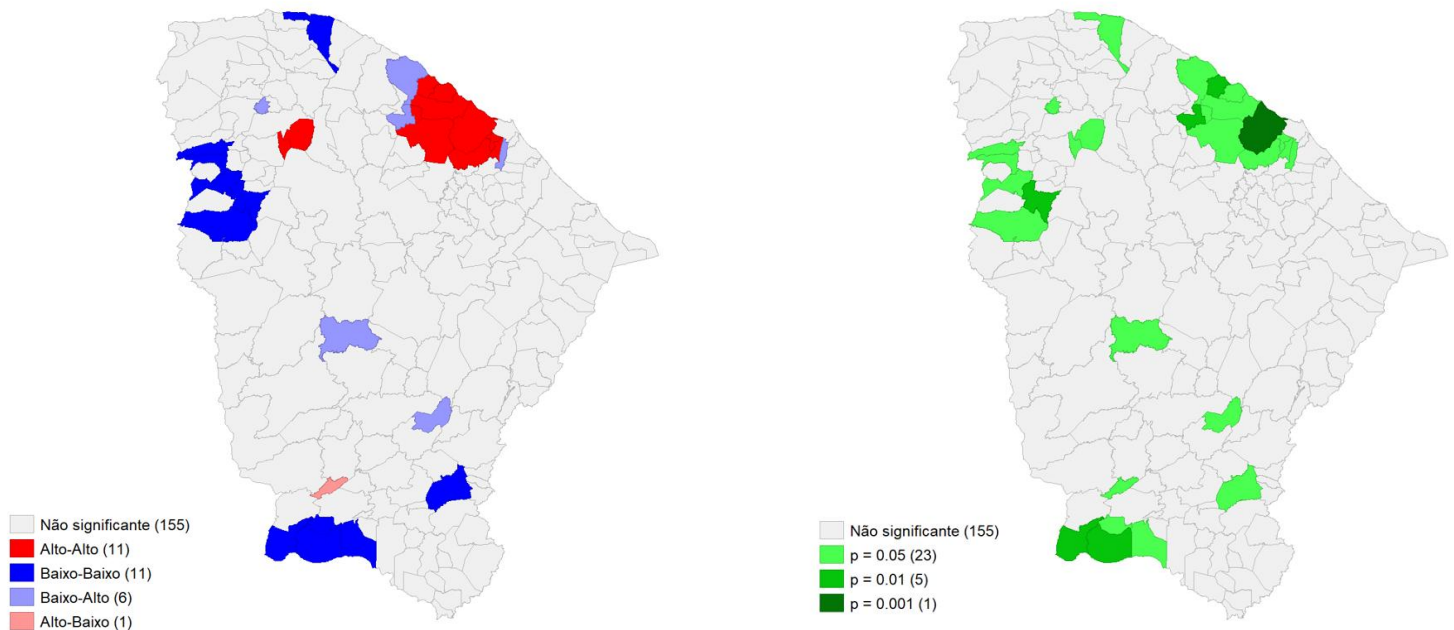 Não significante (155)
Alto-Alto (11)
Baixo-Baixo (11)
Baixo-Alto (6)
Alto-Baixo (1)
Não significante (155)
p = 0.05 (23)
p = 0.01 (5)
p = 0.001 (1)